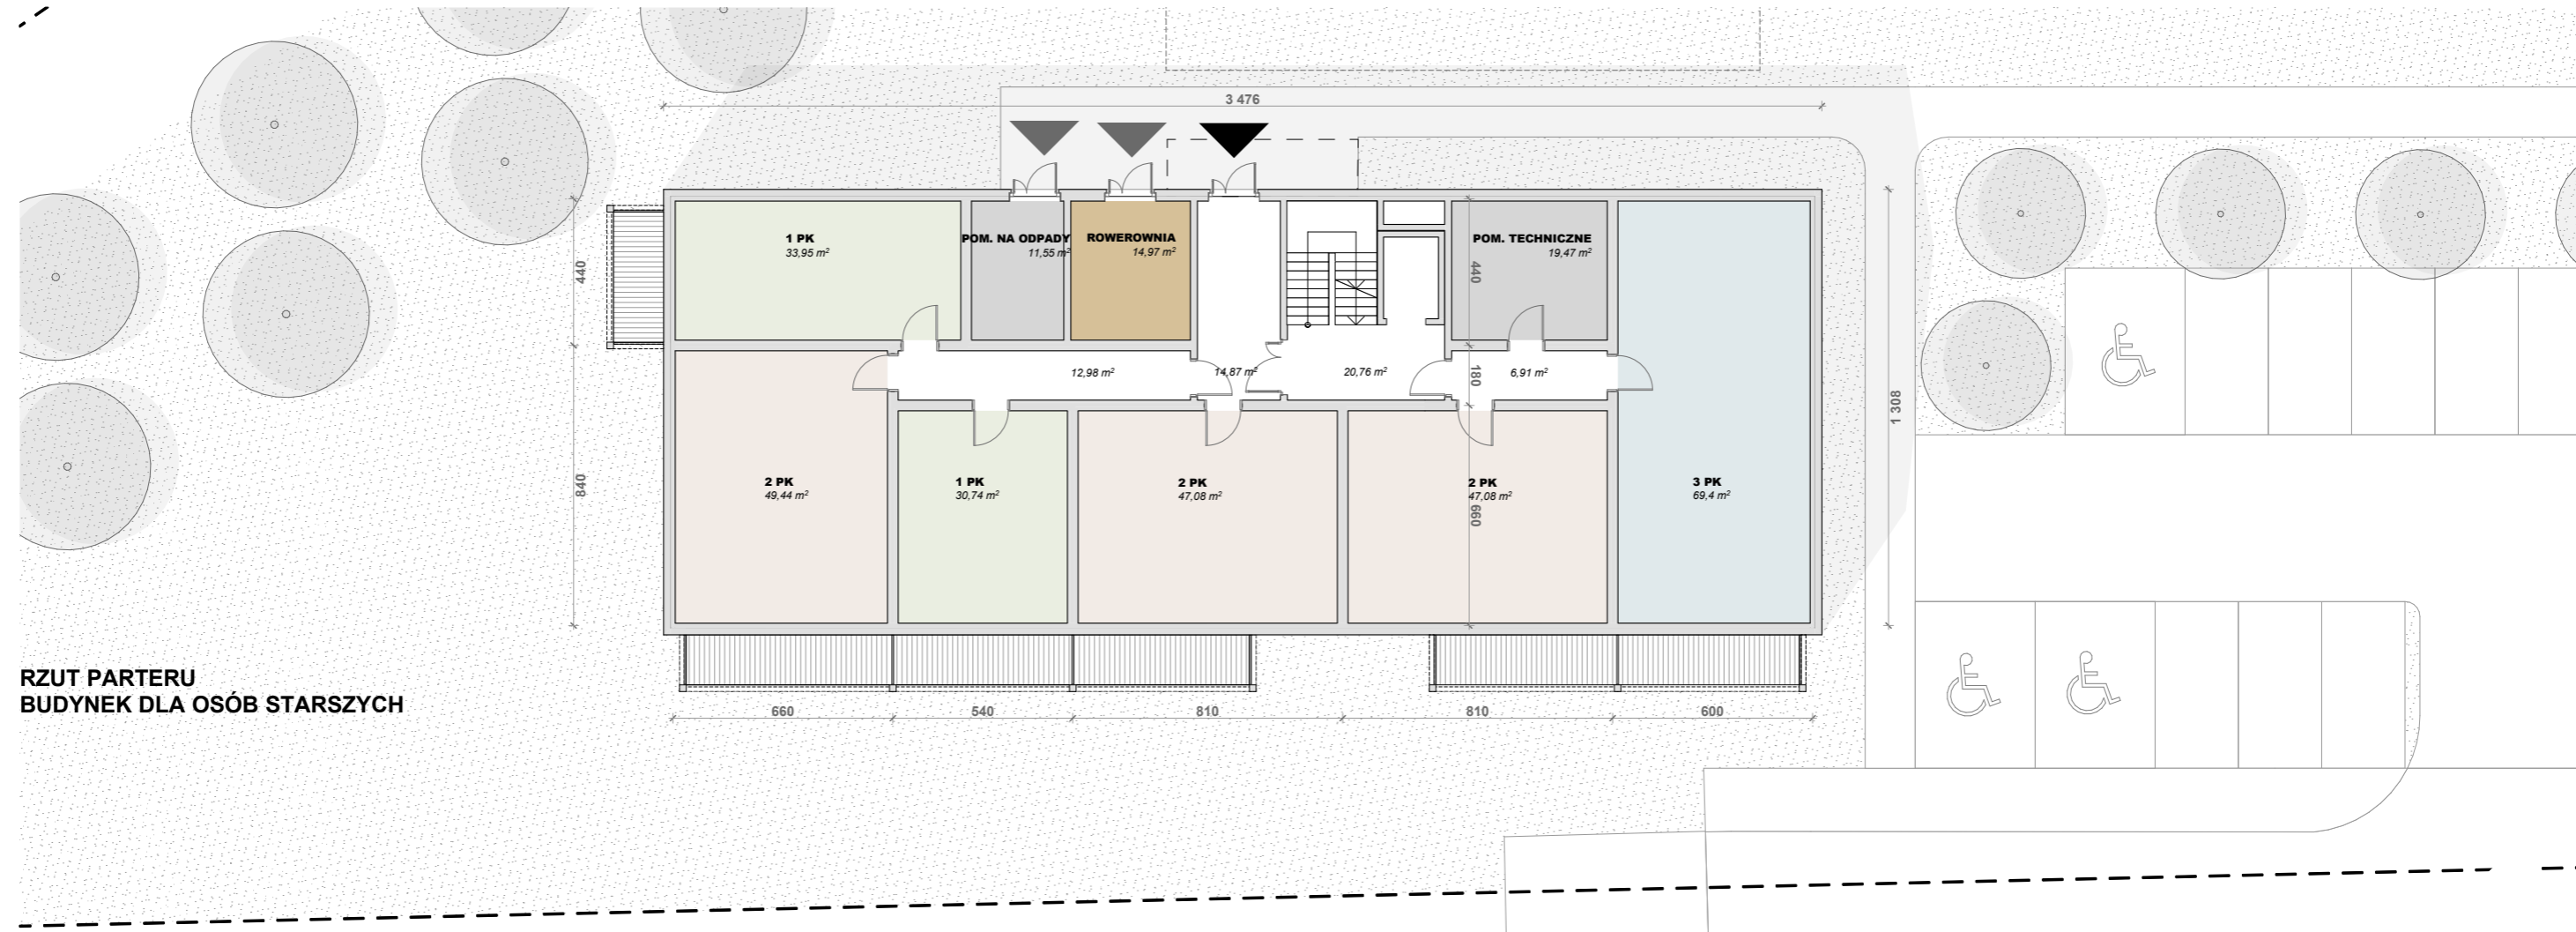 3 476
1 PK
33,95 m²
POM. NA ODPADY
11,55 m²
ROWEROWNIA
14,97 m²
POM. TECHNICZNE
19,47 m²
440
440
12,98 m²
14,87 m²
20,76 m²
180
6,91 m²
1 308
840
2 PK
49,44 m²
1 PK
30,74 m²
2 PK
47,08 m²
2 PK
47,08 m²
660
3 PK
69,4 m²
RZUT PARTERU
BUDYNEK DLA OSÓB STARSZYCH
660
540
810
810
600